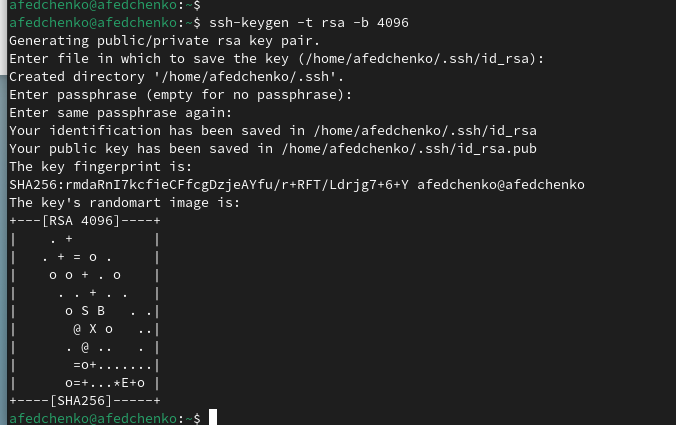 afedchenko@afedchenko:~$
afedchenko@afedchenko:~$ ssh-keygen -t rsa -b 4096
Generating public/private rsa key pair.
Enter file in which to save the key (/home/afedchenko/.ssh/id_rsa):
Created directory '/home/afedchenko/.ssh'.
Enter passphrase (empty for no passphrase):
Enter same passphrase again:
Your identification has been saved in /home/afedchenko/.ssh/id_rsa
Your public key has been saved in /home/afedchenko/.ssh/id_rsa.pub
The key fingerprint is:
SHA256:rmdaRnI7kcfieCFfcgDzjeAYfu/r+RFT/Ldrjg7+6+Y afedchenko@afedchenko
The key's randomart image is:
+---[RSA 4096]----+
|    . +          |
|   . + = o .     |
|    o o + . o    |
|     . . + . .   |
|      o S B   . .|
|       @ X o   ..|
|      . @ ..   . |
|       =o+.......|
|      o=+...*E+o |
+----[SHA256]-----+
afedchenko@afedchenko:~$